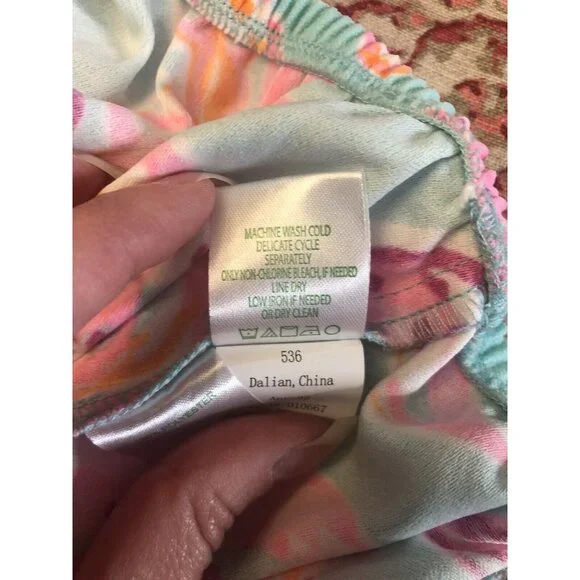 MACHINE WASH COLD
DELICATE CYCLE
SEPARATELY
ONLY NON-CHLORINE BLEACH, IF NEEDED
LINE DRY
LOW IRON IF NEEDED
OR DRY CLEAN
536
Dalian, China
010667